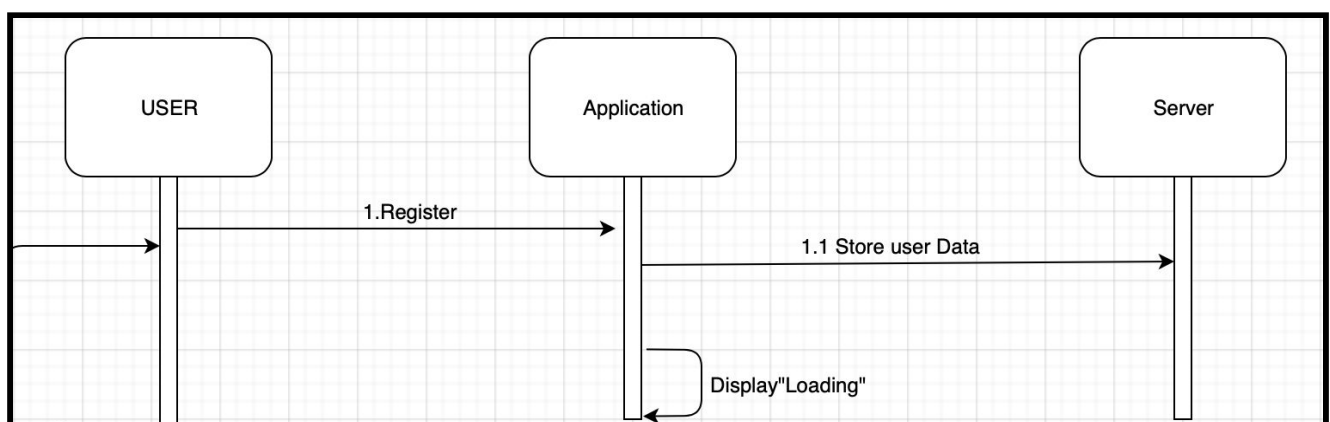 USER
Application
Server
1.Register
1.1 Store user Data
Display"Loading"